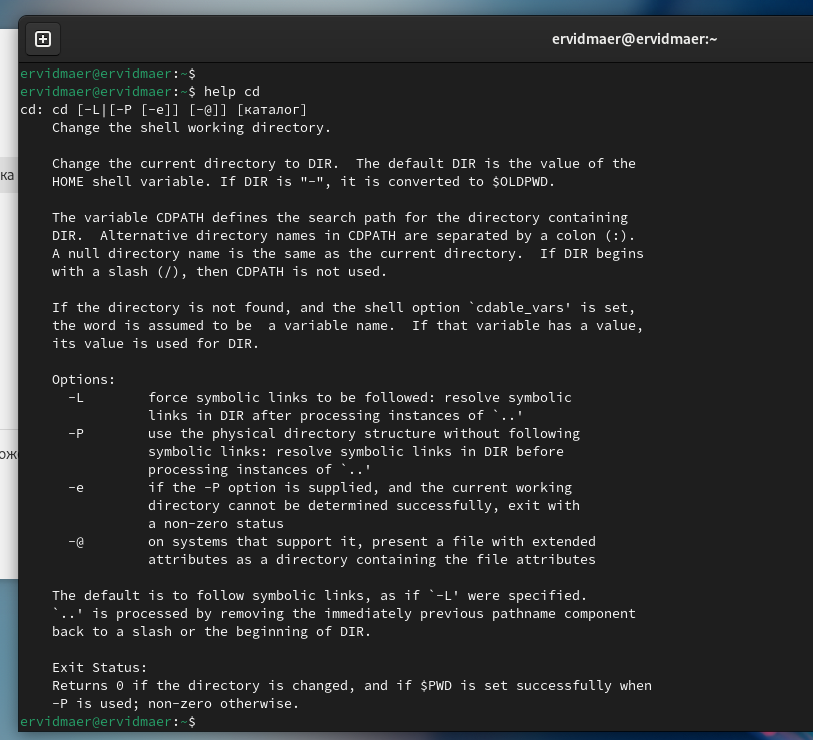 ervidmaer@ervidmaer:~
ervidmaer@ervidmaer:~$
ervidmaer@ervidmaer:~$ help cd
cd: cd [-L|[-P [-e]] [-@]] [каталог]
    Change the shell working directory.

    Change the current directory to DIR.  The default DIR is the value of the
    HOME shell variable. If DIR is "-", it is converted to $OLDPWD.

    The variable CDPATH defines the search path for the directory containing
    DIR.  Alternative directory names in CDPATH are separated by a colon (:).
    A null directory name is the same as the current directory.  If DIR begins
    with a slash (/), then CDPATH is not used.

    If the directory is not found, and the shell option `cdable_vars' is set,
    the word is assumed to be  a variable name.  If that variable has a value,
    its value is used for DIR.

    Options:
      -L        force symbolic links to be followed: resolve symbolic
                links in DIR after processing instances of `..'
      -P        use the physical directory structure without following
                symbolic links: resolve symbolic links in DIR before
                processing instances of `..'
      -e        if the -P option is supplied, and the current working
                directory cannot be determined successfully, exit with
                a non-zero status
      -@        on systems that support it, present a file with extended
                attributes as a directory containing the file attributes

    The default is to follow symbolic links, as if `-L' were specified.
    `..' is processed by removing the immediately previous pathname component
    back to a slash or the beginning of DIR.

    Exit Status:
    Returns 0 if the directory is changed, and if $PWD is set successfully when
    -P is used; non-zero otherwise.
ervidmaer@ervidmaer:~$